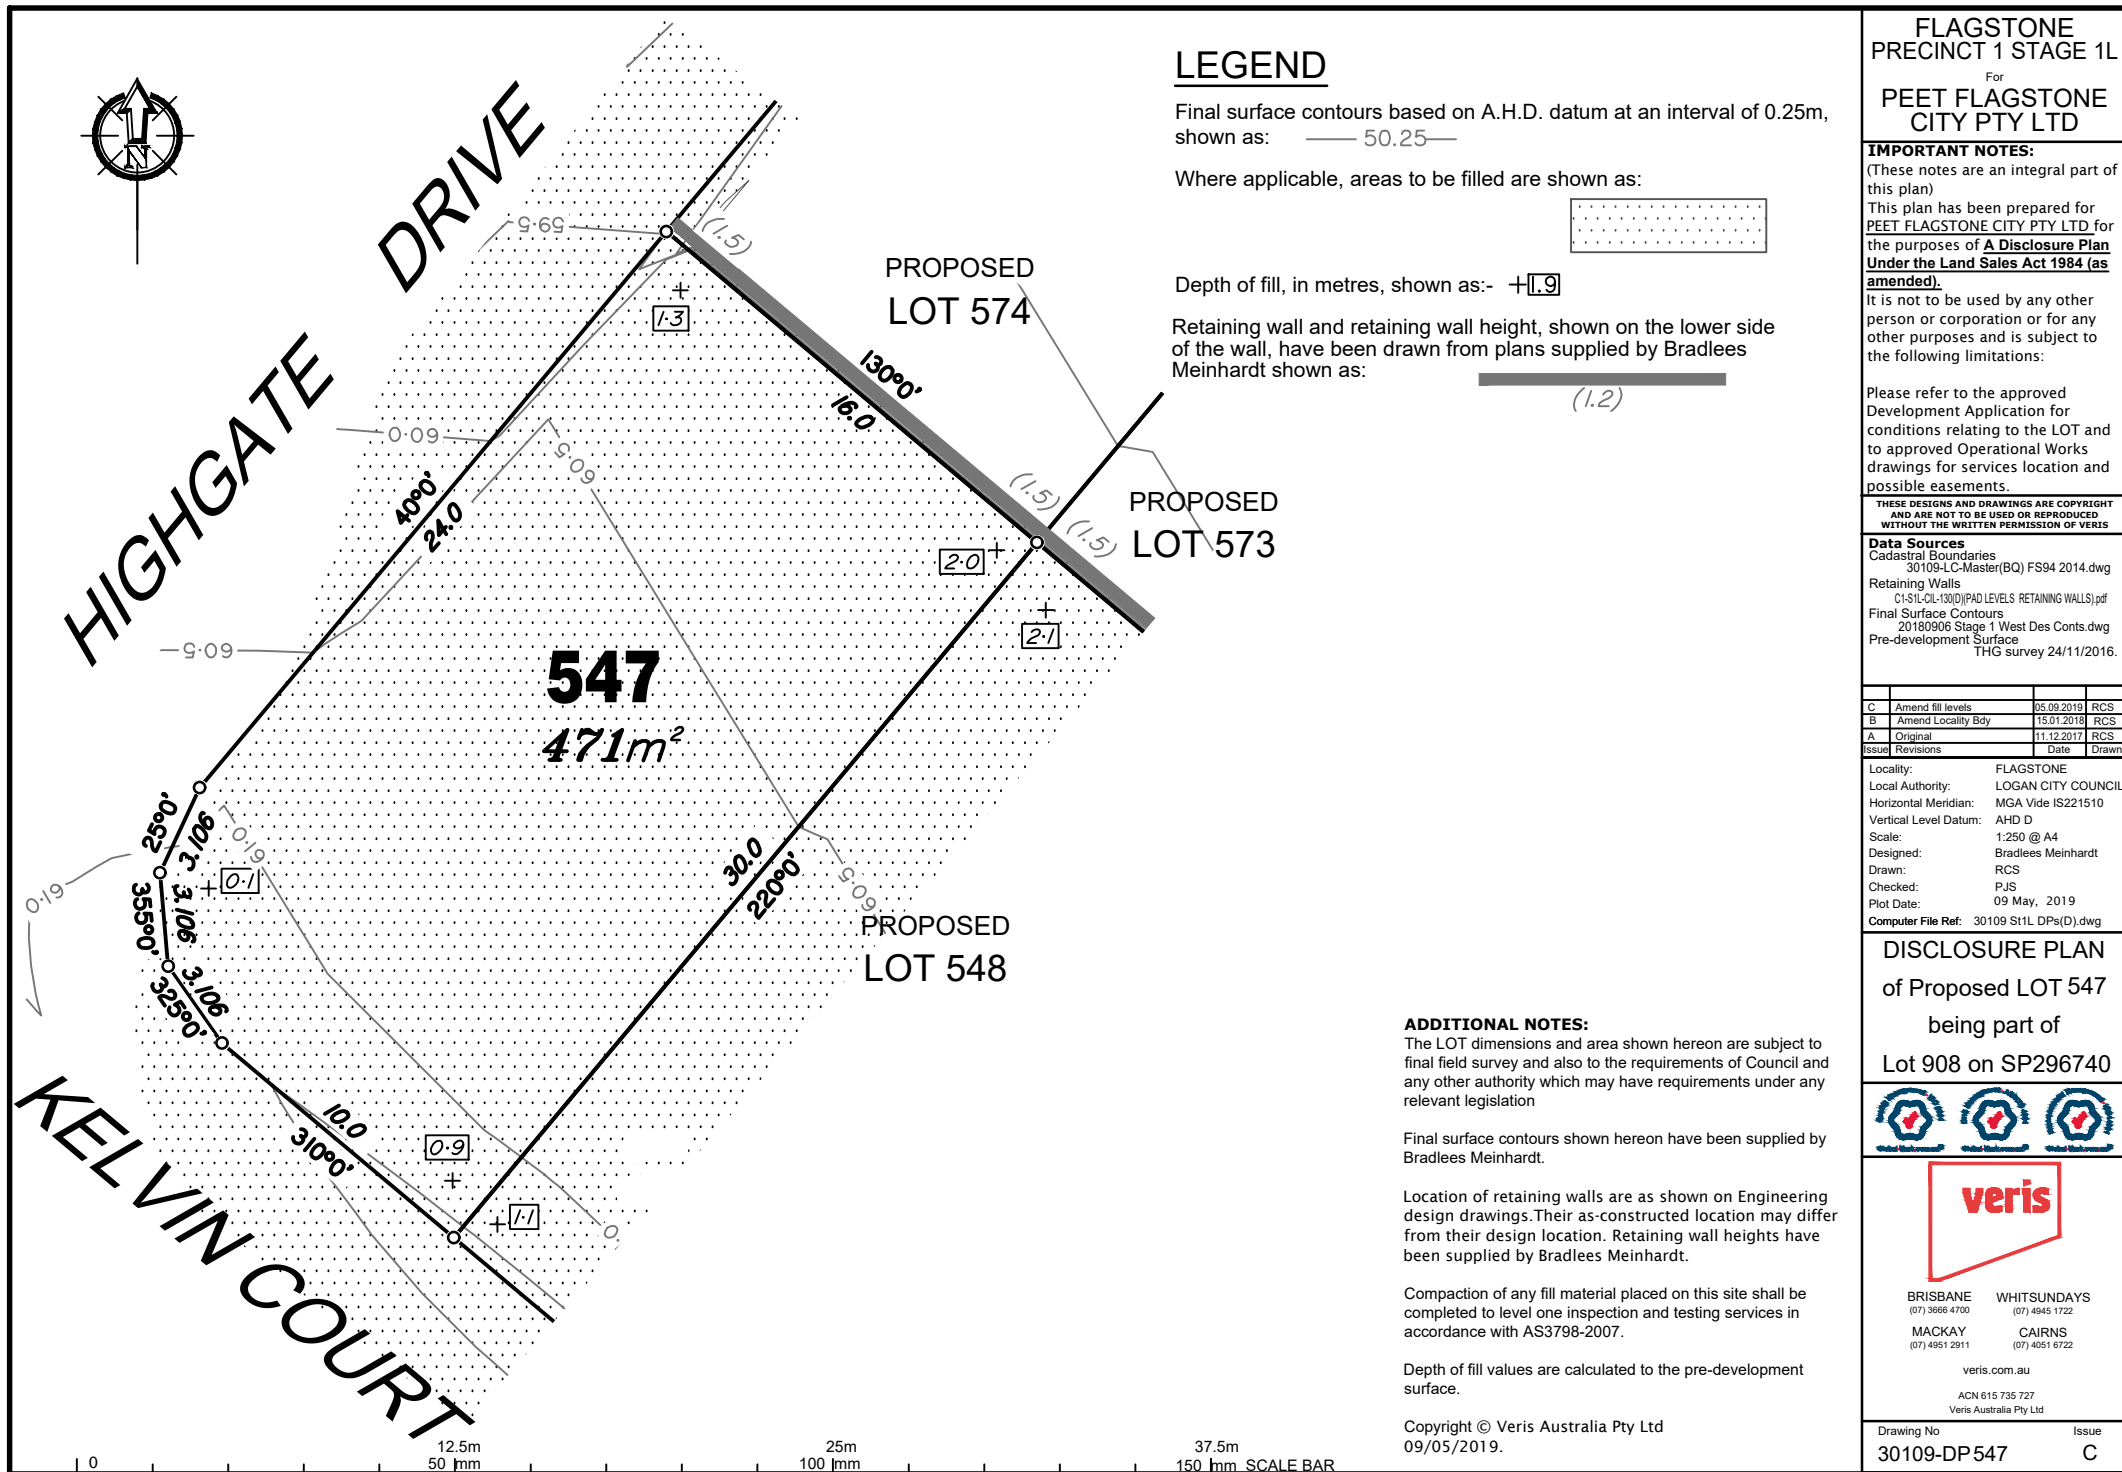 N
HIGHGATE DRIVE
KELVIN COURT
59.5
60.0
60.5
60.5
60.5
61.0
61.0
0.
(1.5)
(1.5)
(1.5)
1.3
2.0
2.1
0.1
0.9
1.1
130°0'
16.0
40°0'
24.0
25°0'
3.106
355°0'
3.106
325°0'
3.106
310°0'
10.0
30.0
220°0'
547
471m²
PROPOSED
LOT 574
PROPOSED
LOT 573
PROPOSED
LOT 548
LEGEND
Final surface contours based on A.H.D. datum at an interval of 0.25m,
shown as: 50.25
Where applicable, areas to be filled are shown as:
Depth of fill, in metres, shown as:- +1.9
Retaining wall and retaining wall height, shown on the lower side
of the wall, have been drawn from plans supplied by Bradlees
Meinhardt shown as:
(1.2)
ADDITIONAL NOTES:
The LOT dimensions and area shown hereon are subject to
final field survey and also to the requirements of Council and
any other authority which may have requirements under any
relevant legislation
Final surface contours shown hereon have been supplied by
Bradlees Meinhardt.
Location of retaining walls are as shown on Engineering
design drawings.Their as-constructed location may differ
from their design location. Retaining wall heights have
been supplied by Bradlees Meinhardt.
Compaction of any fill material placed on this site shall be
completed to level one inspection and testing services in
accordance with AS3798-2007.
Depth of fill values are calculated to the pre-development
surface.
Copyright © Veris Australia Pty Ltd
09/05/2019.
12.5m 25m 37.5m
0 50 mm 100 mm 150 mm SCALE BAR
FLAGSTONE
PRECINCT 1 STAGE 1L
For
PEET FLAGSTONE
CITY PTY LTD
IMPORTANT NOTES:
(These notes are an integral part of
this plan)
This plan has been prepared for
PEET FLAGSTONE CITY PTY LTD for
the purposes of A Disclosure Plan
Under the Land Sales Act 1984 (as
amended).
It is not to be used by any other
person or corporation or for any
other purposes and is subject to
the following limitations:
Please refer to the approved
Development Application for
conditions relating to the LOT and
to approved Operational Works
drawings for services location and
possible easements.
THESE DESIGNS AND DRAWINGS ARE COPYRIGHT
AND ARE NOT TO BE USED OR REPRODUCED
WITHOUT THE WRITTEN PERMISSION OF VERIS
Data Sources
Cadastral Boundaries
30109-LC-Master(BQ) FS94 2014.dwg
Retaining Walls
C1-S1L-CIL-130(D)(PAD LEVELS RETAINING WALLS).pdf
Final Surface Contours
20180906 Stage 1 West Des Conts.dwg
Pre-development Surface
THG survey 24/11/2016.
C Amend fill levels 05.09.2019 RCS
B Amend Locality Bdy 15.01.2018 RCS
A Original 11.12.2017 RCS
Issue Revisions Date Drawn
Locality: FLAGSTONE
Local Authority: LOGAN CITY COUNCIL
Horizontal Meridian: MGA Vide IS221510
Vertical Level Datum: AHD D
Scale: 1:250 @ A4
Designed: Bradlees Meinhardt
Drawn: RCS
Checked: PJS
Plot Date: 09 May, 2019
Computer File Ref: 30109 St1L DPs(D).dwg
DISCLOSURE PLAN
of Proposed LOT 547
being part of
Lot 908 on SP296740
veris
BRISBANE WHITSUNDAYS
(07) 3666 4700 (07) 4945 1722
MACKAY CAIRNS
(07) 4951 2911 (07) 4051 6722
veris.com.au
ACN 615 735 727
Veris Australia Pty Ltd
Drawing No Issue
30109-DP547 C